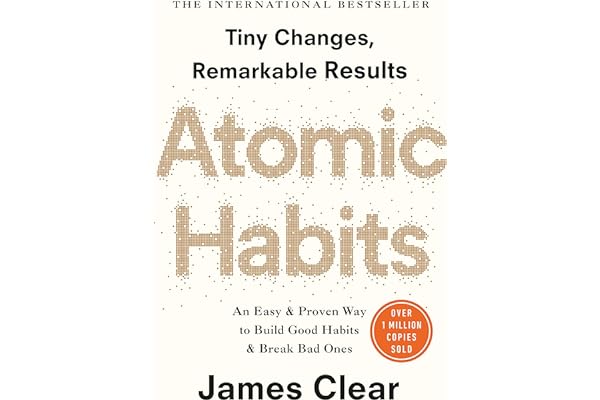 THE INTERNATIONAL BESTSELLER
Tiny Changes,
Remarkable Results
Atomic
Habits
An Easy & Proven Way
to Build Good Habits
& Break Bad Ones
OVER
1 MILLION
COPIES
SOLD
James Clear